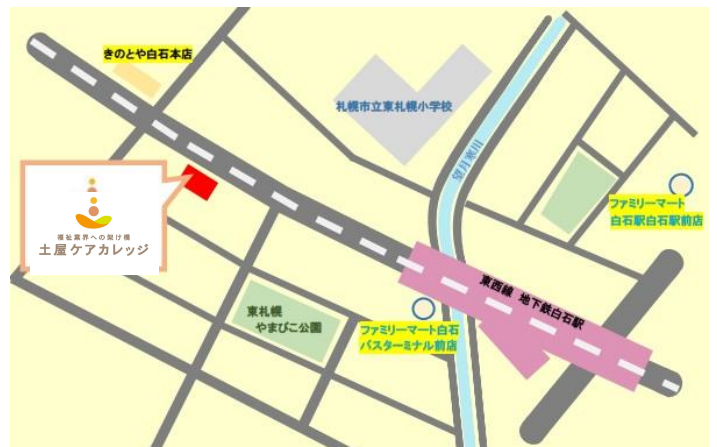 きのとや白石本店
札幌市立東札幌小学校
望月寒川
ファミリーマート
白石駅白石駅前店
福祉業界への架け橋
土屋ケアカレッジ
東西線 地下鉄白石駅
東札幌
やまびこ公園
ファミリーマート白石
バスターミナル前店